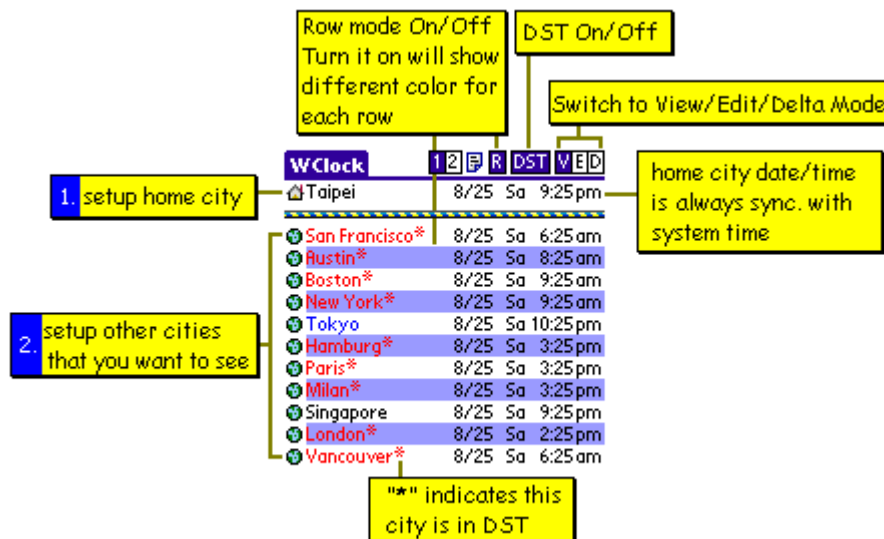 Row mode On/Off
Turn it on will show
different color for
each row
DST On/Off
Switch to View/Edit/Delta Mode
WClock 1 2 R DST V E D
1. setup home city
Taipei 8/25 Sa 9:25pm
home city date/time
is always sync. with
system time
San Francisco* 8/25 Sa 6:25am
Austin* 8/25 Sa 8:25am
Boston* 8/25 Sa 9:25am
New York* 8/25 Sa 9:25am
Tokyo 8/25 Sa 10:25pm
Hamburg* 8/25 Sa 3:25pm
Paris* 8/25 Sa 3:25pm
Milan* 8/25 Sa 3:25pm
Singapore 8/25 Sa 9:25pm
London* 8/25 Sa 2:25pm
Vancouver* 8/25 Sa 6:25am
2. setup other cities
that you want to see
"*" indicates this
city is in DST